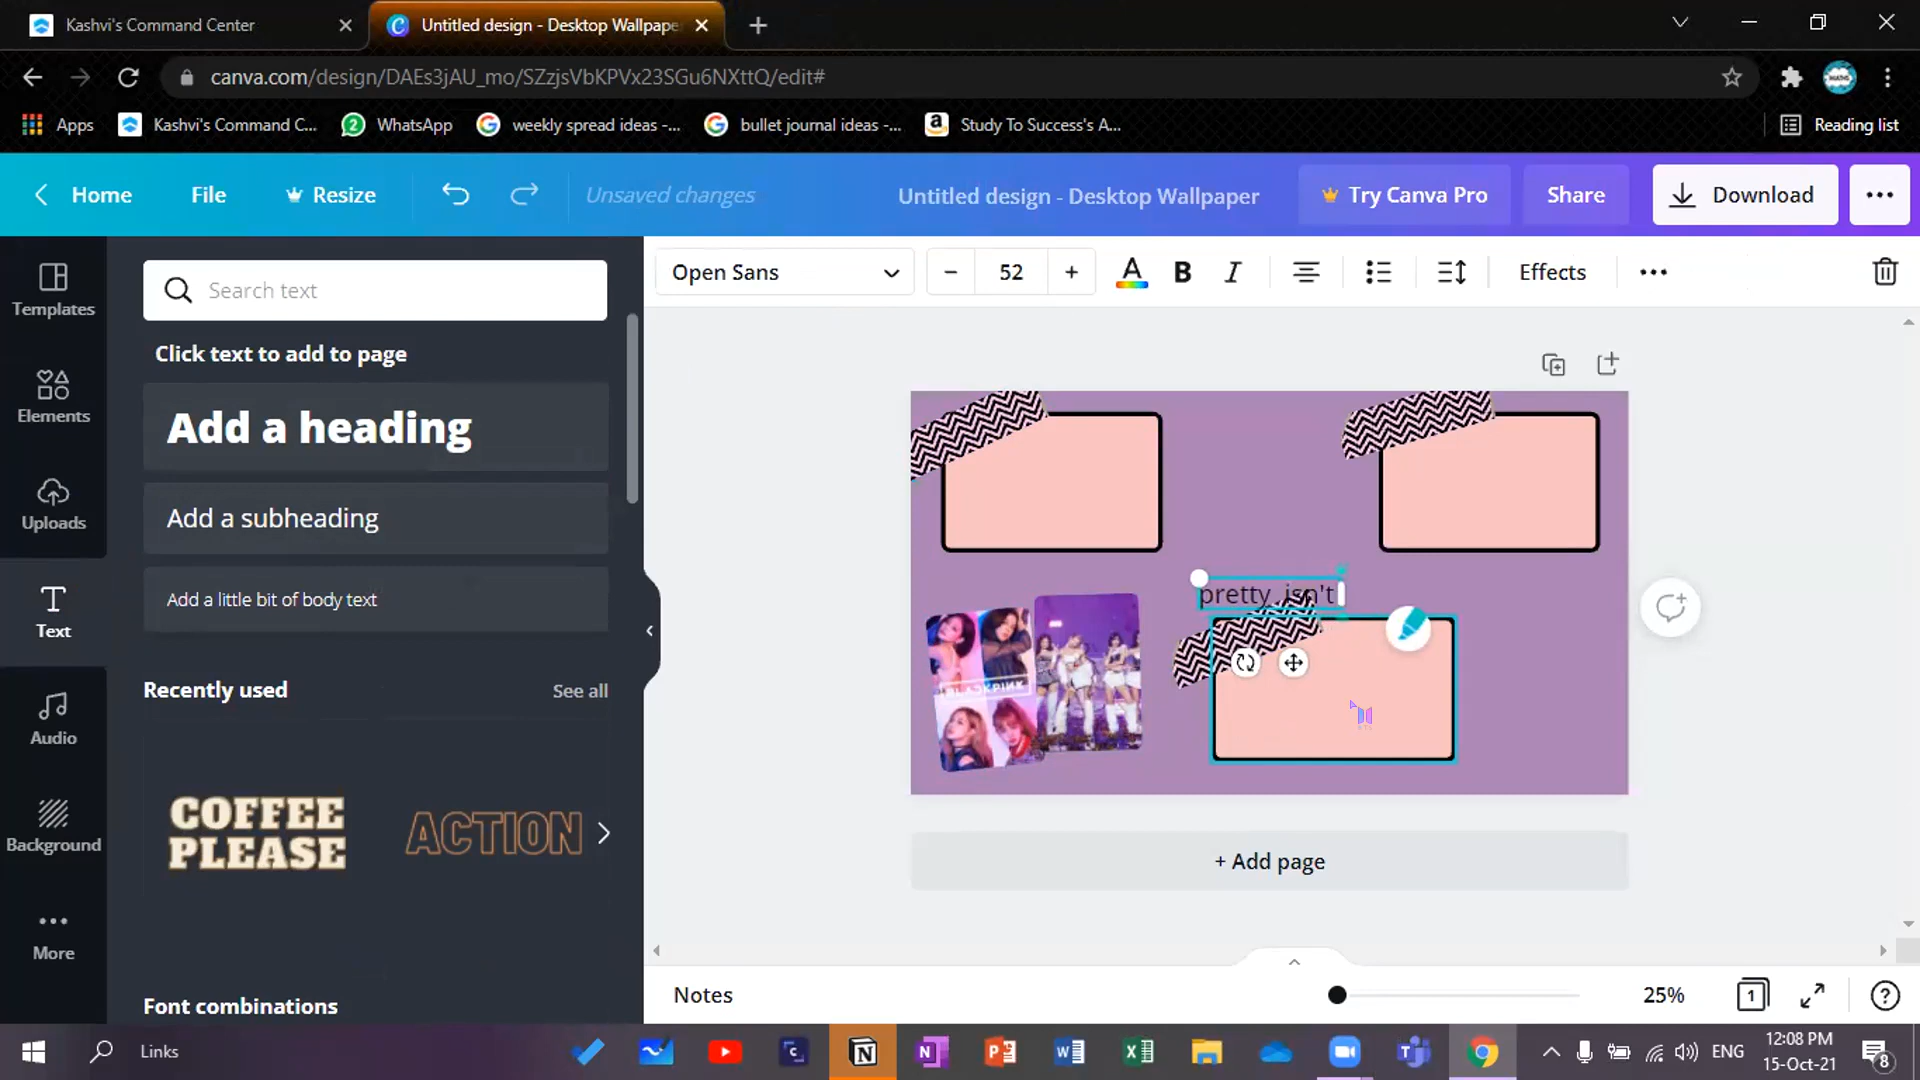 Kashvi's Command Center
Untitled design - Desktop Wallpape
canva.com/design/DAEs3jAU_mo/SZzjsVbKPVx23SGu6NXttQ/edit#
Apps
Kashvi's Command C...
WhatsApp
weekly spread ideas -...
bullet journal ideas -...
Study To Success's A...
Reading list
Home
File
Resize
Unsaved changes
Untitled design - Desktop Wallpaper
Try Canva Pro
Share
Download
Templates
Elements
Uploads
Text
Audio
Background
More
Search text
Click text to add to page
Add a heading
Add a subheading
Add a little bit of body text
Recently used
See all
COFFEE
PLEASE
ACTION
Font combinations
Open Sans
52
A
B
I
Effects
pretty isn't
BLACKPINK
+ Add page
Notes
25%
1
Links
12:08 PM
ENG
15-Oct-21
8